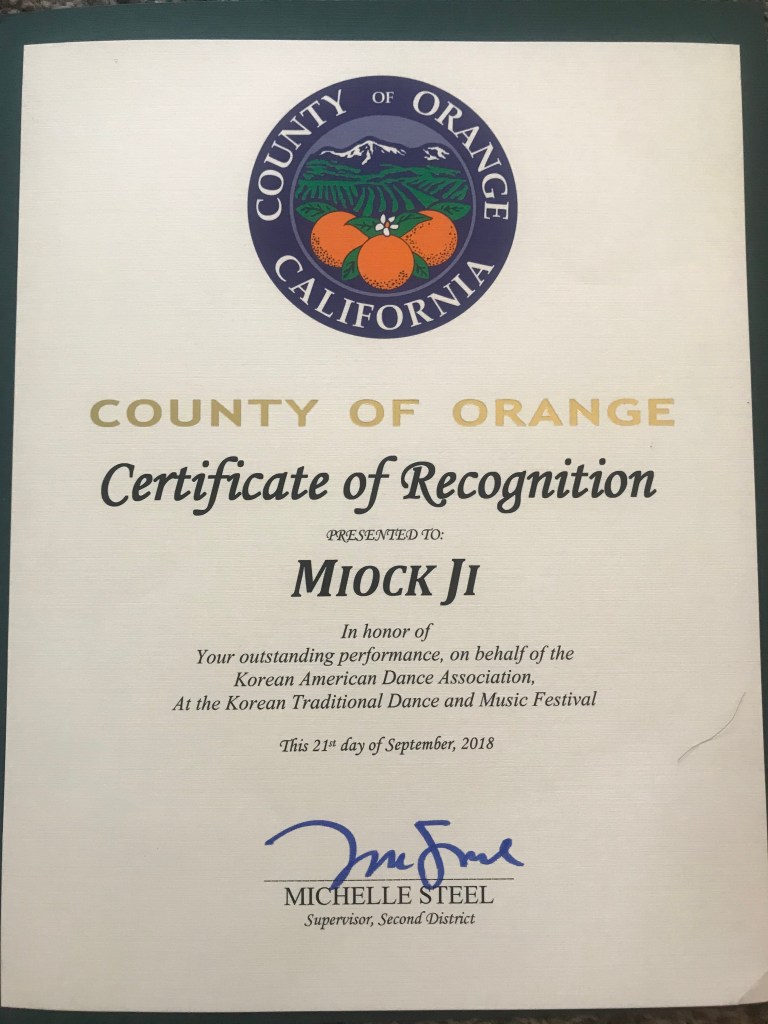 COUNTY OF ORANGE
CALIFORNIA
COUNTY OF ORANGE
Certificate of Recognition
PRESENTED TO:
MIOCK JI
In honor of
Your outstanding performance, on behalf of the
Korean American Dance Association,
At the Korean Traditional Dance and Music Festival
This 21st day of September, 2018
MICHELLE STEEL
Supervisor, Second District